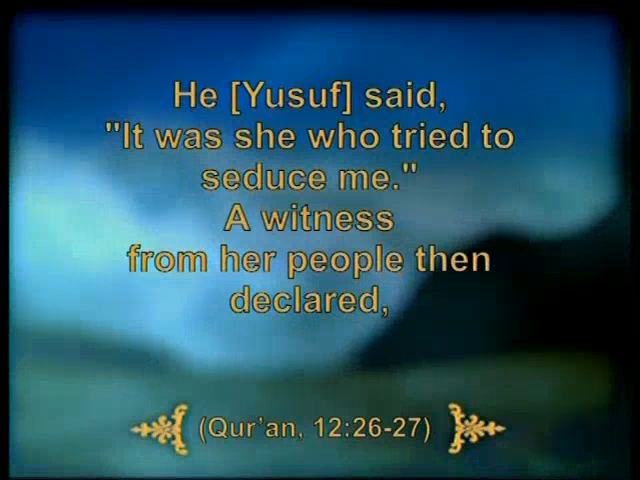 He [Yusuf] said,
"It was she who tried to
seduce me."
A witness
from her people then
declared,
(Qur’an, 12:26-27)